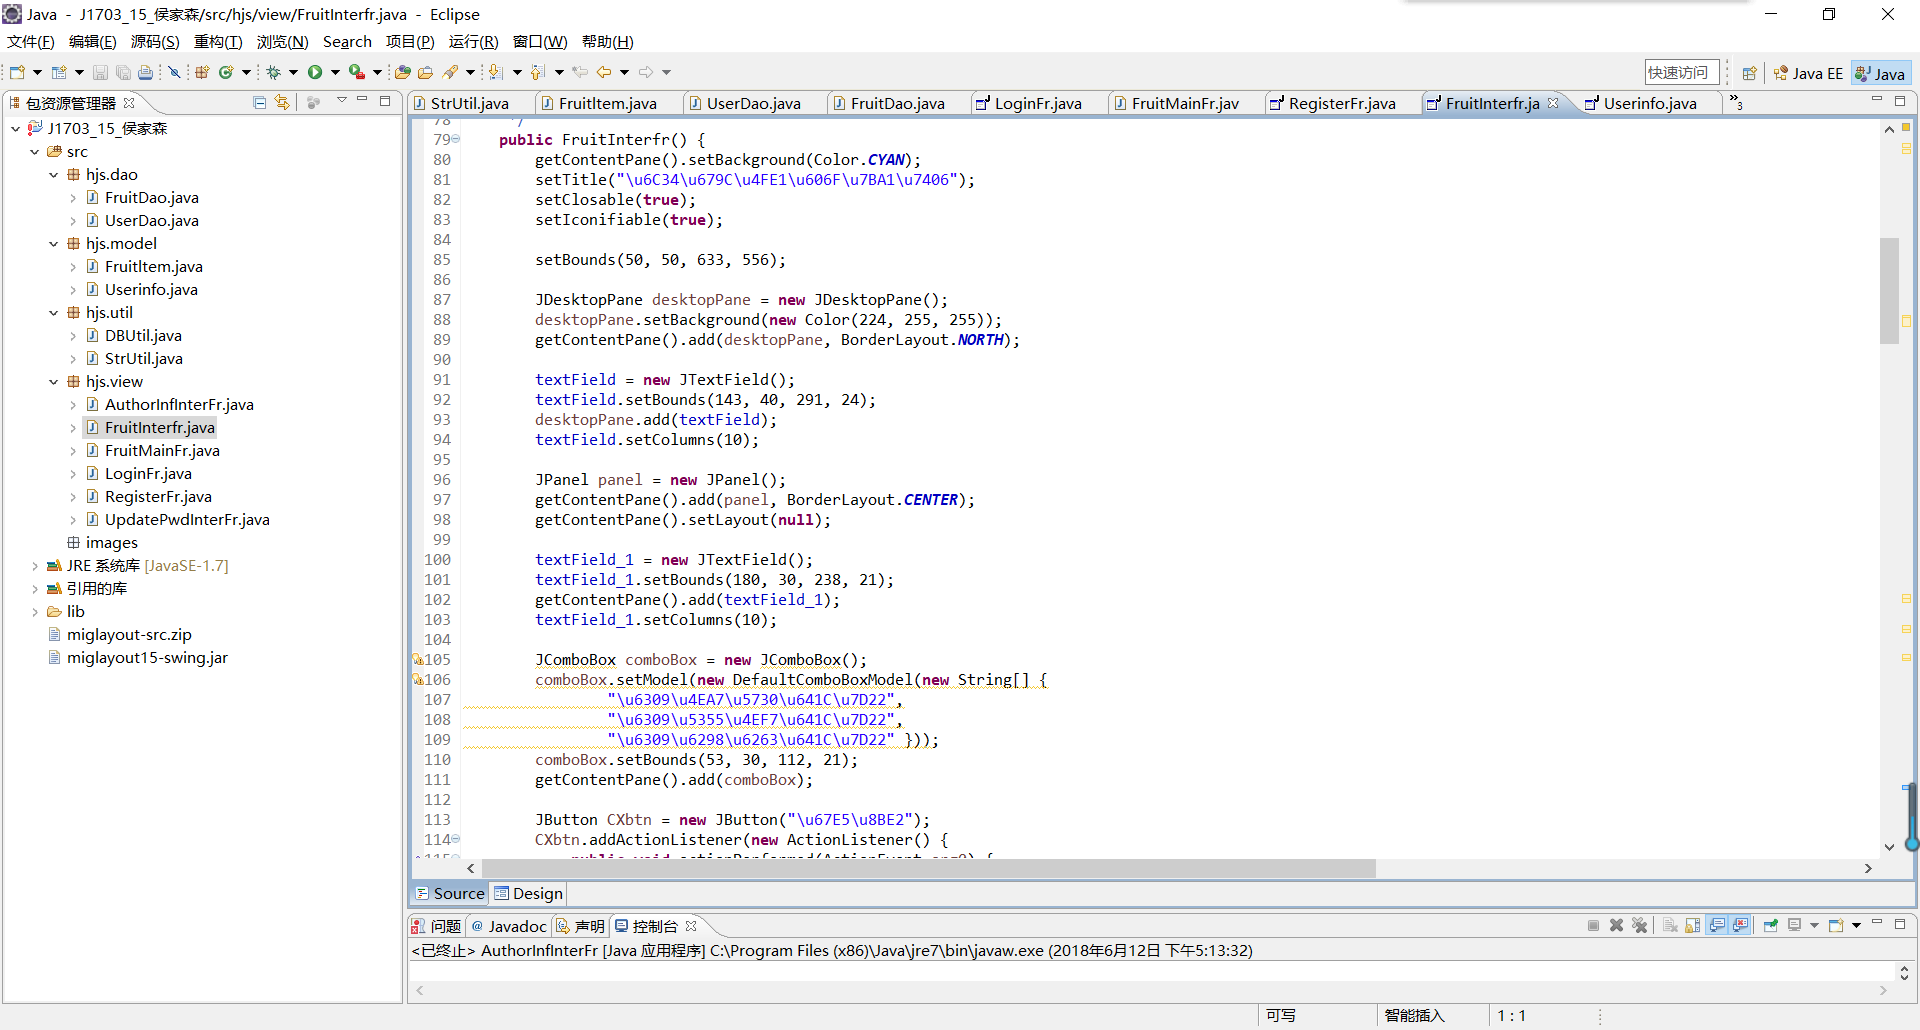 Java - J1703_15_侯家森/src/hjs/view/FruitInterfr.java - Eclipse
文件(F) 编辑(E) 源码(S) 重构(T) 浏览(N) Search 项目(P) 运行(R) 窗口(W) 帮助(H)
快速访问 Java EE Java
包资源管理器
J1703_15_侯家森
src
hjs.dao
FruitDao.java
UserDao.java
hjs.model
FruitItem.java
Userinfo.java
hjs.util
DBUtil.java
StrUtil.java
hjs.view
AuthorInfInterFr.java
FruitInterfr.java
FruitMainFr.java
LoginFr.java
RegisterFr.java
UpdatePwdInterFr.java
images
JRE 系统库 [JavaSE-1.7]
引用的库
lib
miglayout-src.zip
miglayout15-swing.jar
StrUtil.java FruitItem.java UserDao.java FruitDao.java LoginFr.java FruitMainFr.jav RegisterFr.java FruitInterfr.ja Userinfo.java »3
78 */
79 public FruitInterfr() {
80 getContentPane().setBackground(Color.CYAN);
81 setTitle("\u6C34\u679C\u4FE1\u606F\u7BA1\u7406");
82 setClosable(true);
83 setIconifiable(true);
84
85 setBounds(50, 50, 633, 556);
86
87 JDesktopPane desktopPane = new JDesktopPane();
88 desktopPane.setBackground(new Color(224, 255, 255));
89 getContentPane().add(desktopPane, BorderLayout.NORTH);
90
91 textField = new JTextField();
92 textField.setBounds(143, 40, 291, 24);
93 desktopPane.add(textField);
94 textField.setColumns(10);
95
96 JPanel panel = new JPanel();
97 getContentPane().add(panel, BorderLayout.CENTER);
98 getContentPane().setLayout(null);
99
100 textField_1 = new JTextField();
101 textField_1.setBounds(180, 30, 238, 21);
102 getContentPane().add(textField_1);
103 textField_1.setColumns(10);
104
105 JComboBox comboBox = new JComboBox();
106 comboBox.setModel(new DefaultComboBoxModel(new String[] {
107 "\u6309\u4EA7\u5730\u641C\u7D22",
108 "\u6309\u5355\u4EF7\u641C\u7D22",
109 "\u6309\u6298\u6263\u641C\u7D22" }));
110 comboBox.setBounds(53, 30, 112, 21);
111 getContentPane().add(comboBox);
112
113 JButton CXbtn = new JButton("\u67E5\u8BE2");
114 CXbtn.addActionListener(new ActionListener() {
115 public void actionPerformed(ActionEvent arg0) {
Source Design
问题 @ Javadoc 声明 控制台
<已终止> AuthorInfInterFr [Java 应用程序] C:\Program Files (x86)\Java\jre7\bin\javaw.exe (2018年6月12日 下午5:13:32)
可写 智能插入 1 : 1